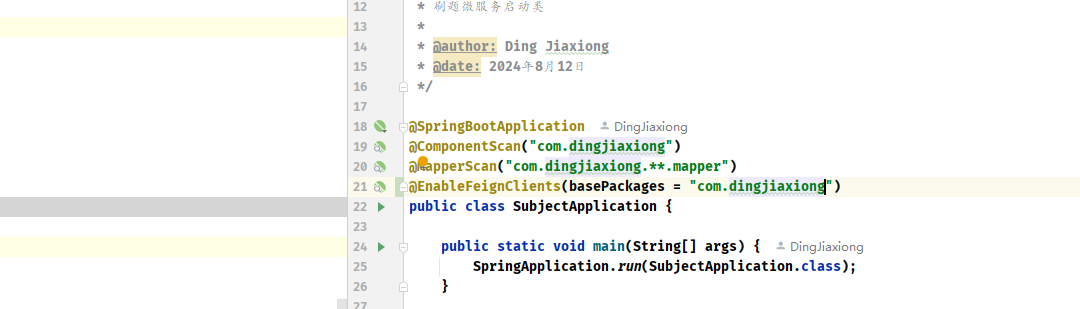 12 * 刷题微服务启动类
13 *
14 * @author: Ding Jiaxiong
15 * @date: 2024年8月12日
16 */
17
18 @SpringBootApplication DingJiaxiong
19 @ComponentScan("com.dingjiaxiong")
20 @MapperScan("com.dingjiaxiong.**.mapper")
21 @EnableFeignClients(basePackages = "com.dingjiaxiong")
22 public class SubjectApplication {
23
24 public static void main(String[] args) { DingJiaxiong
25 SpringApplication.run(SubjectApplication.class);
26 }
27